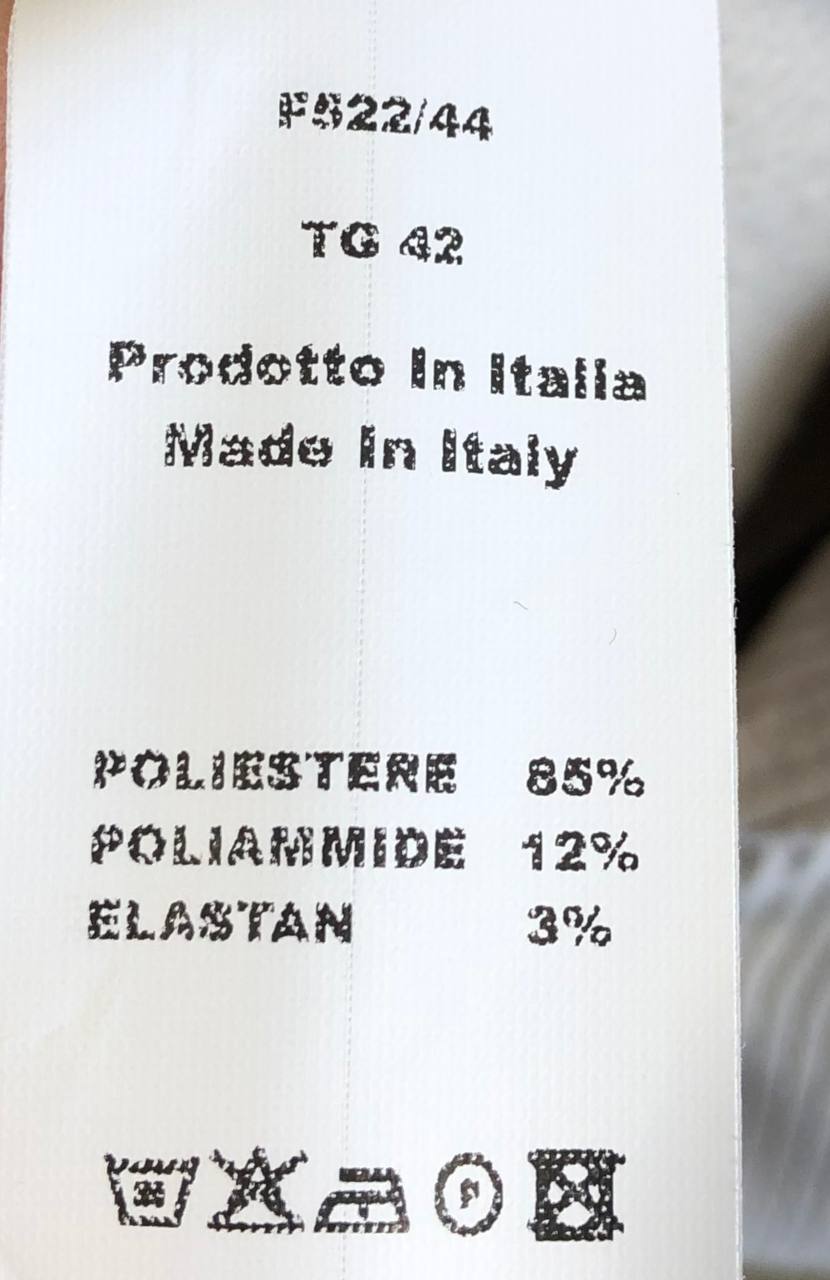 F522/44
TG 42
Prodotto In Italia
Made In Italy
POLIESTERE 85%
POLIAMMIDE 12%
ELASTAN 3%
P